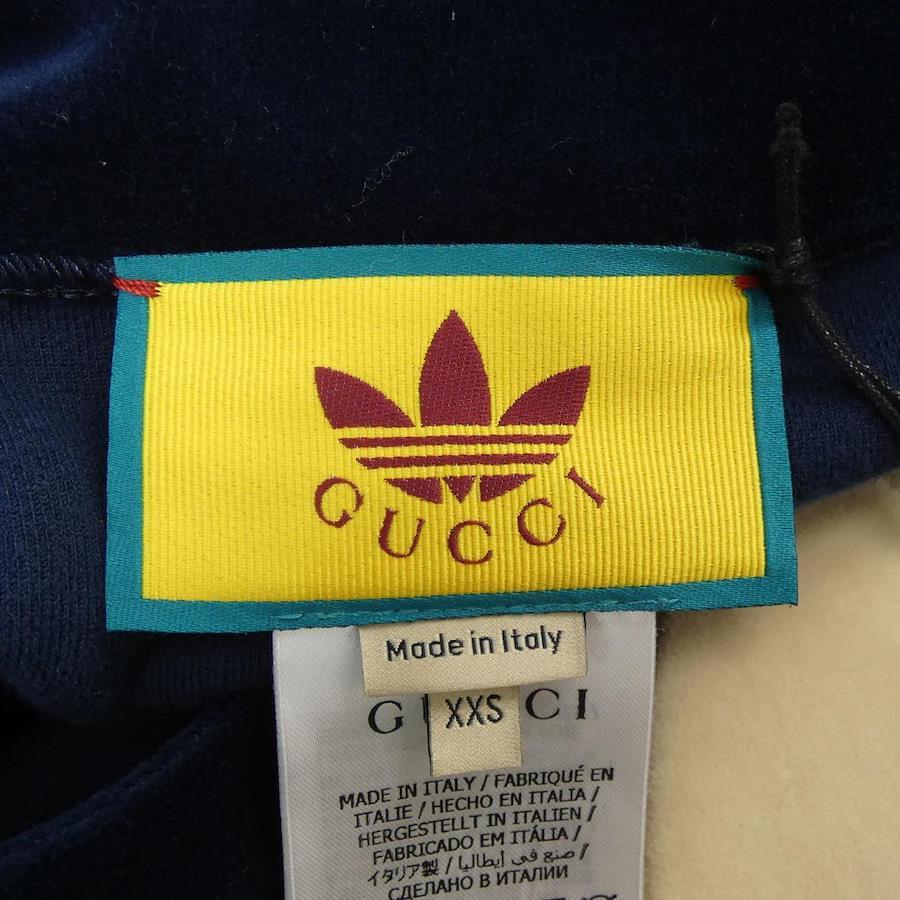 GUCCI
Made in Italy
XXS
MADE IN ITALY / FABRIQUÉ EN
ITALIE / HECHO EN ITALIA /
HERGESTELLT IN ITALIEN /
FABRICADO EM ITÁLIA /
イタリア製 / صنع في إيطاليا /
СДЕЛАНО В ИТАЛИИ